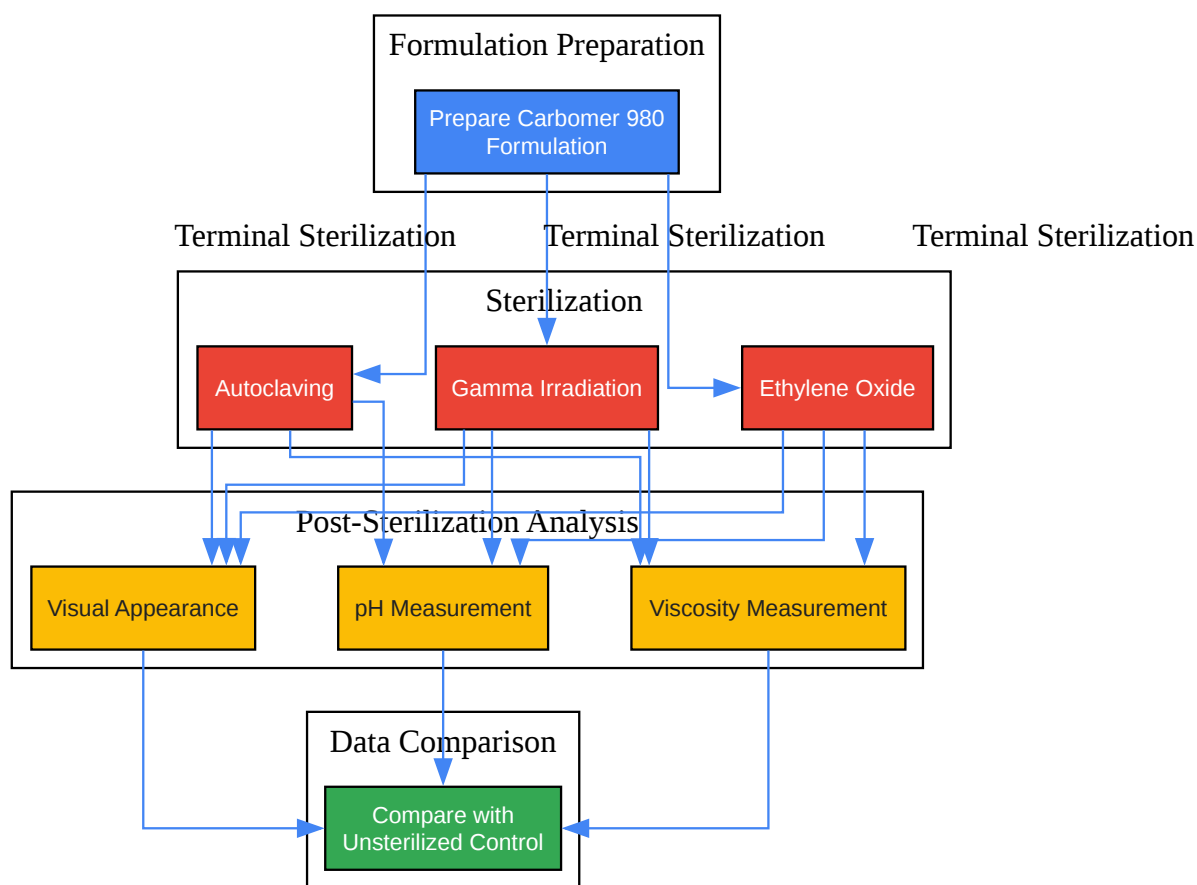 Formulation Preparation
Prepare Carbomer 980
Formulation
Terminal Sterilization
Terminal Sterilization
Terminal Sterilization
Sterilization
Autoclaving
Gamma Irradiation
Ethylene Oxide
Post-Sterilization Analysis
Visual Appearance
pH Measurement
Viscosity Measurement
Data Comparison
Compare with
Unsterilized Control